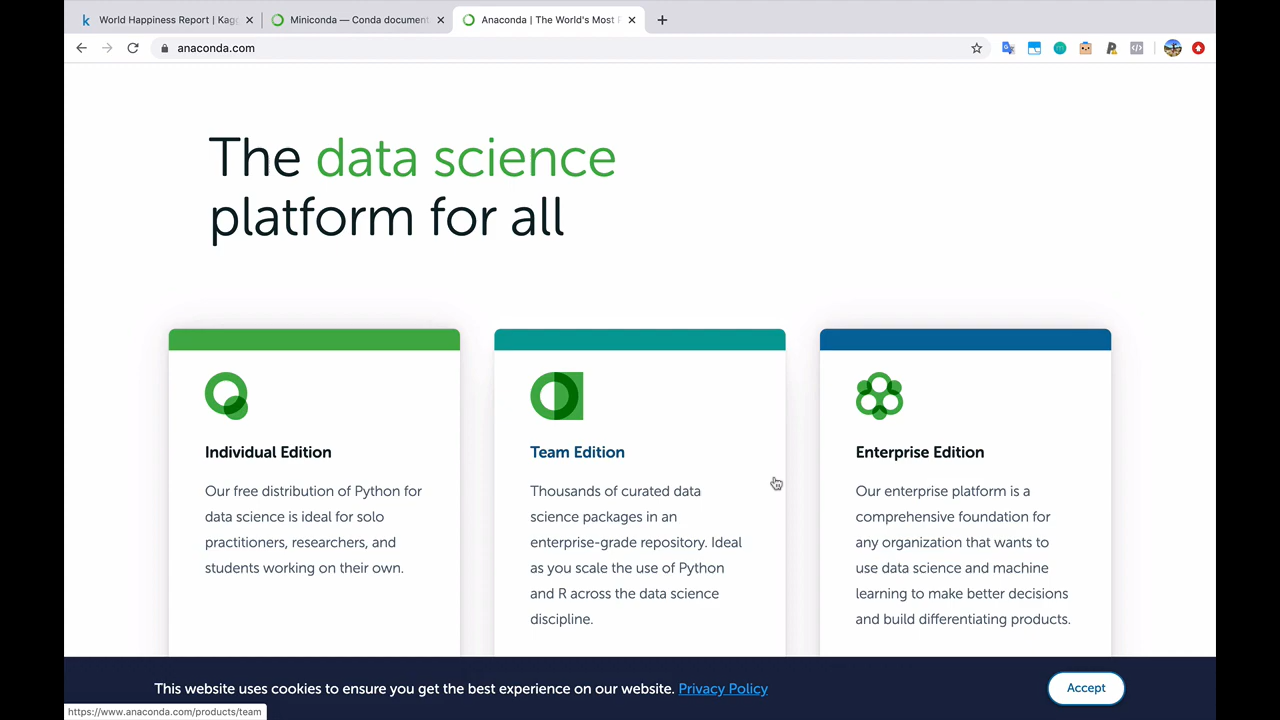 World Happiness Report | Kagg
Miniconda — Conda document
Anaconda | The World's Most P
anaconda.com
The data science
platform for all
Individual Edition
Our free distribution of Python for
data science is ideal for solo
practitioners, researchers, and
students working on their own.
Team Edition
Thousands of curated data
science packages in an
enterprise-grade repository. Ideal
as you scale the use of Python
and R across the data science
discipline.
Enterprise Edition
Our enterprise platform is a
comprehensive foundation for
any organization that wants to
use data science and machine
learning to make better decisions
and build differentiating products.
This website uses cookies to ensure you get the best experience on our website. Privacy Policy
Accept
https://www.anaconda.com/products/team